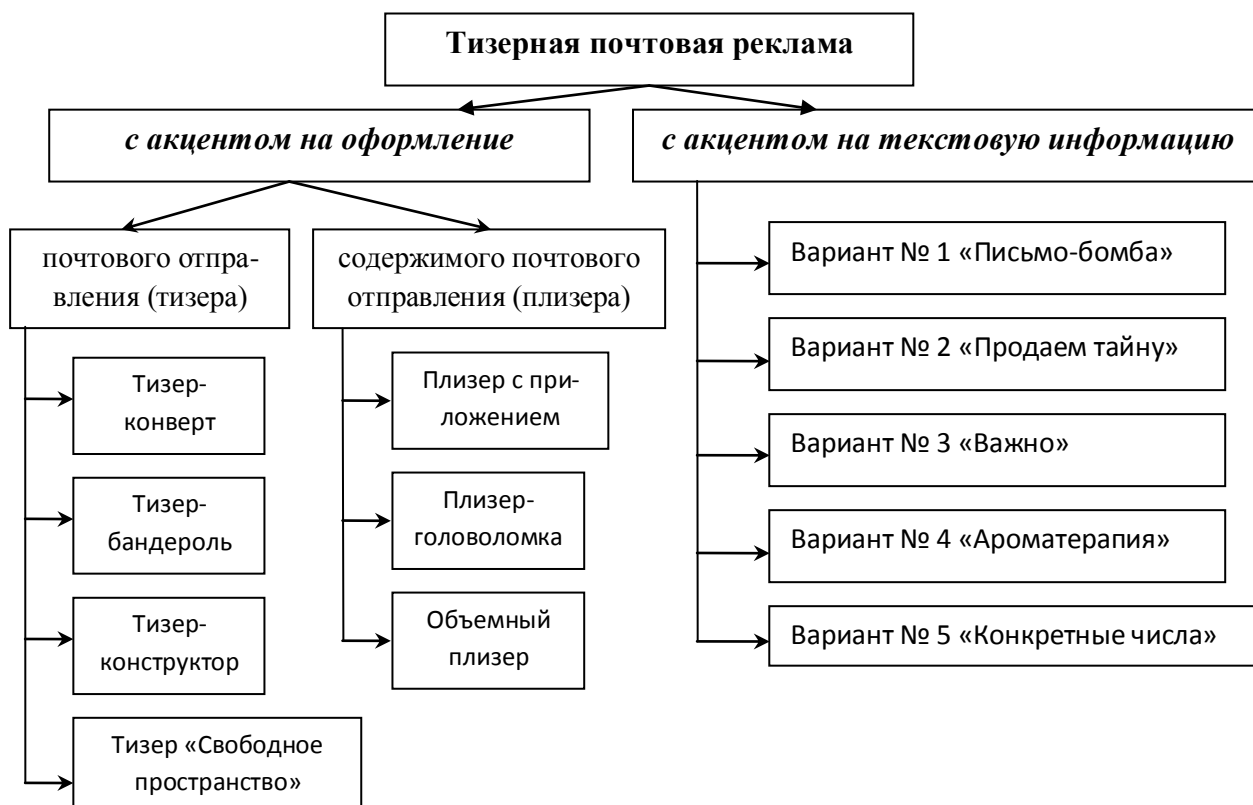 Тизерная почтовая реклама
с акцентом на оформление
с акцентом на текстовую информацию
почтового отпра-
вления (тизера)
содержимого почтового
отправления (плизера)
Тизер-
конверт
Тизер-
бандероль
Тизер-
конструктор
Тизер «Свободное
пространство»
Плизер с при-
ложением
Плизер-
головоломка
Объемный
плизер
Вариант № 1 «Письмо-бомба»
Вариант № 2 «Продаем тайну»
Вариант № 3 «Важно»
Вариант № 4 «Ароматерапия»
Вариант № 5 «Конкретные числа»